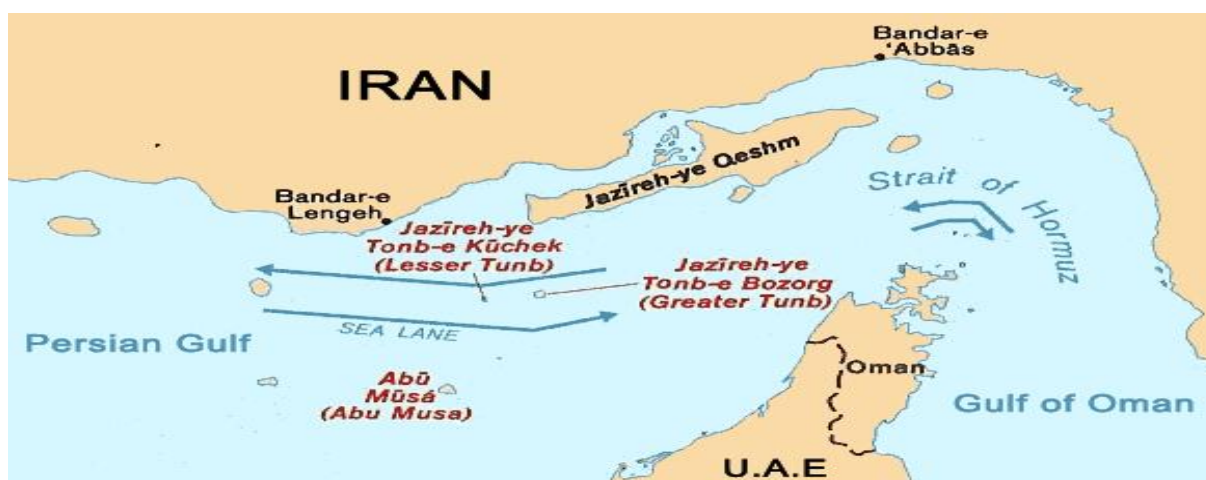 Bandar-e
'Abbās
IRAN
Jazīreh-ye Qeshm
Strait of Hormuz
Bandar-e
Lengeh
Jazīreh-ye
Tonb-e Kūchek
(Lesser Tunb)
Jazīreh-ye
Tonb-e Bozorg
(Greater Tunb)
SEA LANE
Persian Gulf
Abū
Mūsá
(Abu Musa)
Oman
Gulf of Oman
U.A.E